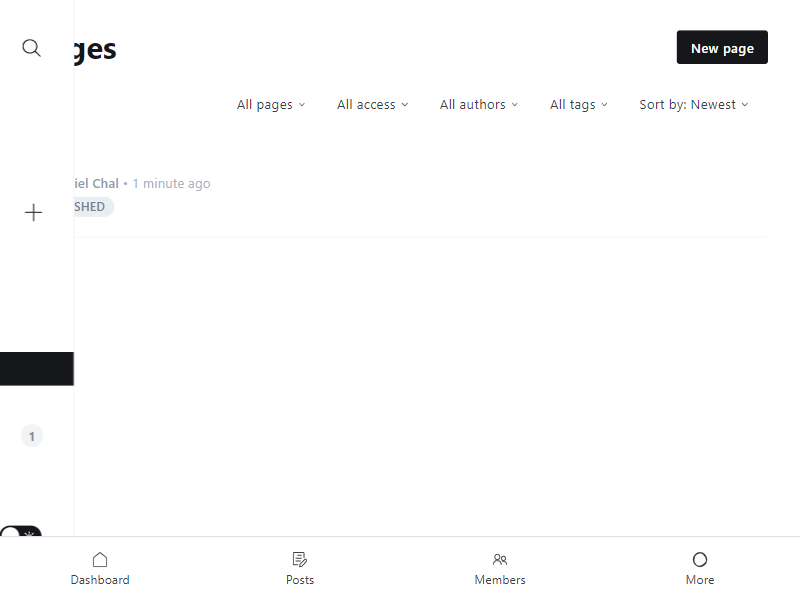 ges
New page
All pages
All access
All authors
All tags
Sort by: Newest
iel Chal • 1 minute ago
SHED
1
Dashboard
Posts
Members
More